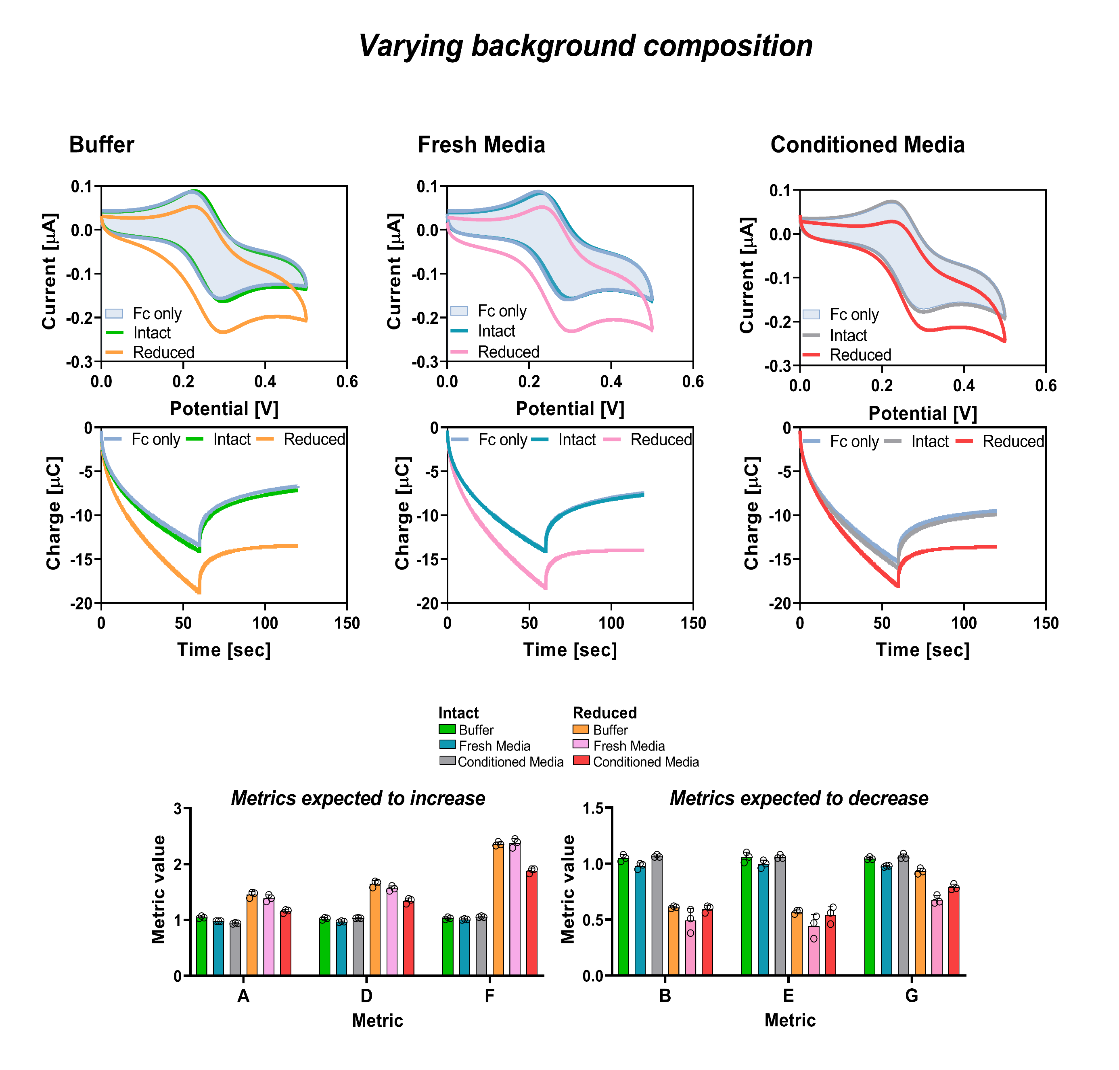 Varying background composition
Buffer
Fresh Media
Conditioned Media
Current [μA]
0.1
0.0
-0.1
-0.2
-0.3
Fc only
Intact
Reduced
0.0
0.2
0.4
0.6
Potential [V]
Current [μA]
0.1
0.0
-0.1
-0.2
-0.3
Fc only
Intact
Reduced
0.0
0.2
0.4
0.6
Potential [V]
Current [μA]
0.1
0.0
-0.1
-0.2
-0.3
Fc only
Intact
Reduced
0.0
0.2
0.4
0.6
Potential [V]
Charge [μC]
0
-5
-10
-15
-20
Fc only Intact Reduced
0
50
100
150
Time [sec]
Charge [μC]
0
-5
-10
-15
-20
Fc only Intact Reduced
0
50
100
150
Time [sec]
Charge [μC]
0
-5
-10
-15
-20
Fc only Intact Reduced
0
50
100
150
Time [sec]
Intact
Buffer
Fresh Media
Conditioned Media
Reduced
Buffer
Fresh Media
Conditioned Media
Metrics expected to increase
Metric value
3
2
1
0
A
D
F
Metric
Metrics expected to decrease
Metric value
1.5
1.0
0.5
0.0
B
E
G
Metric